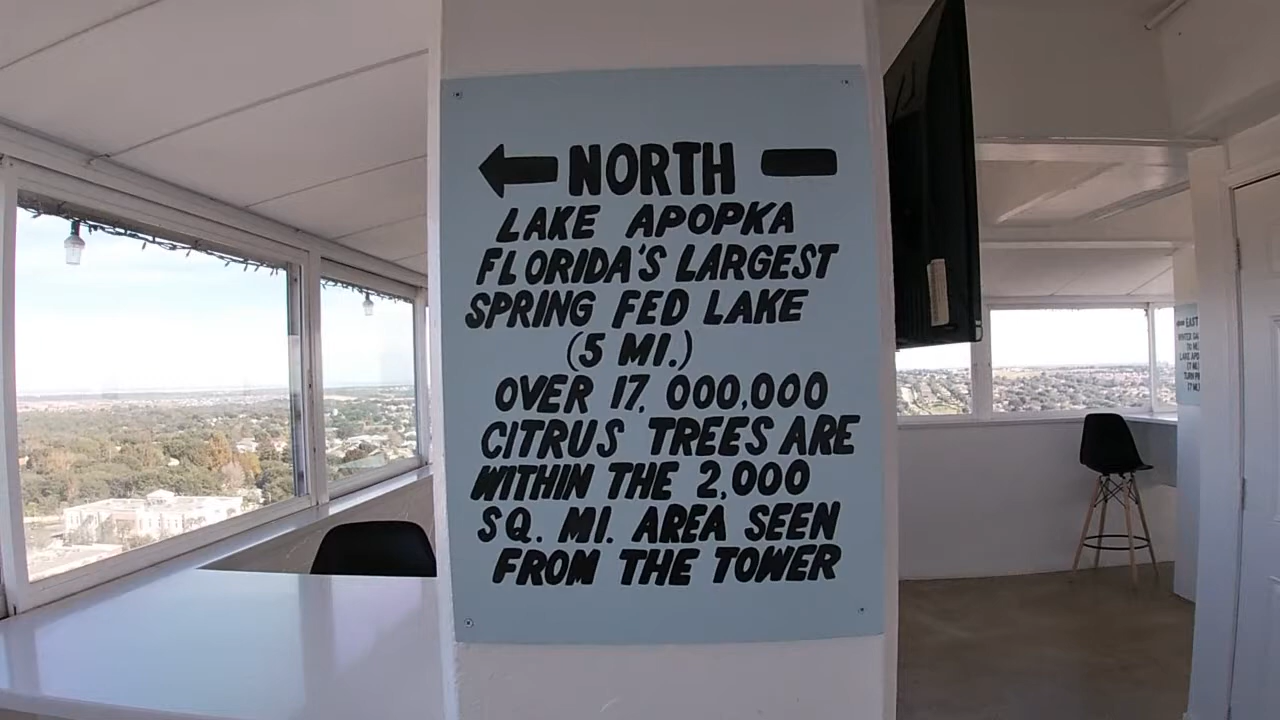 NORTH
LAKE APOPKA
FLORIDA'S LARGEST
SPRING FED LAKE
(5 MI.)
OVER 17,000,000
CITRUS TREES ARE
WITHIN THE 2,000
SQ. MI. AREA SEEN
FROM THE TOWER
EAST